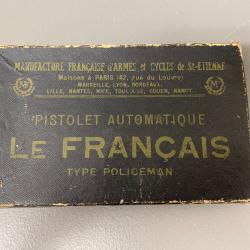 MANUFACTURE FRANÇAISE D'ARMES et CYCLES de St-ETIENNE
Maisons à PARIS (42, rue du Louvre)
MARSEILLE, LYON, BORDEAUX,
LILLE, NANTES, NICE, TOULOUSE, ROUEN, NANCY.
PISTOLET AUTOMATIQUE
LE FRANÇAIS
TYPE POLICEMAN